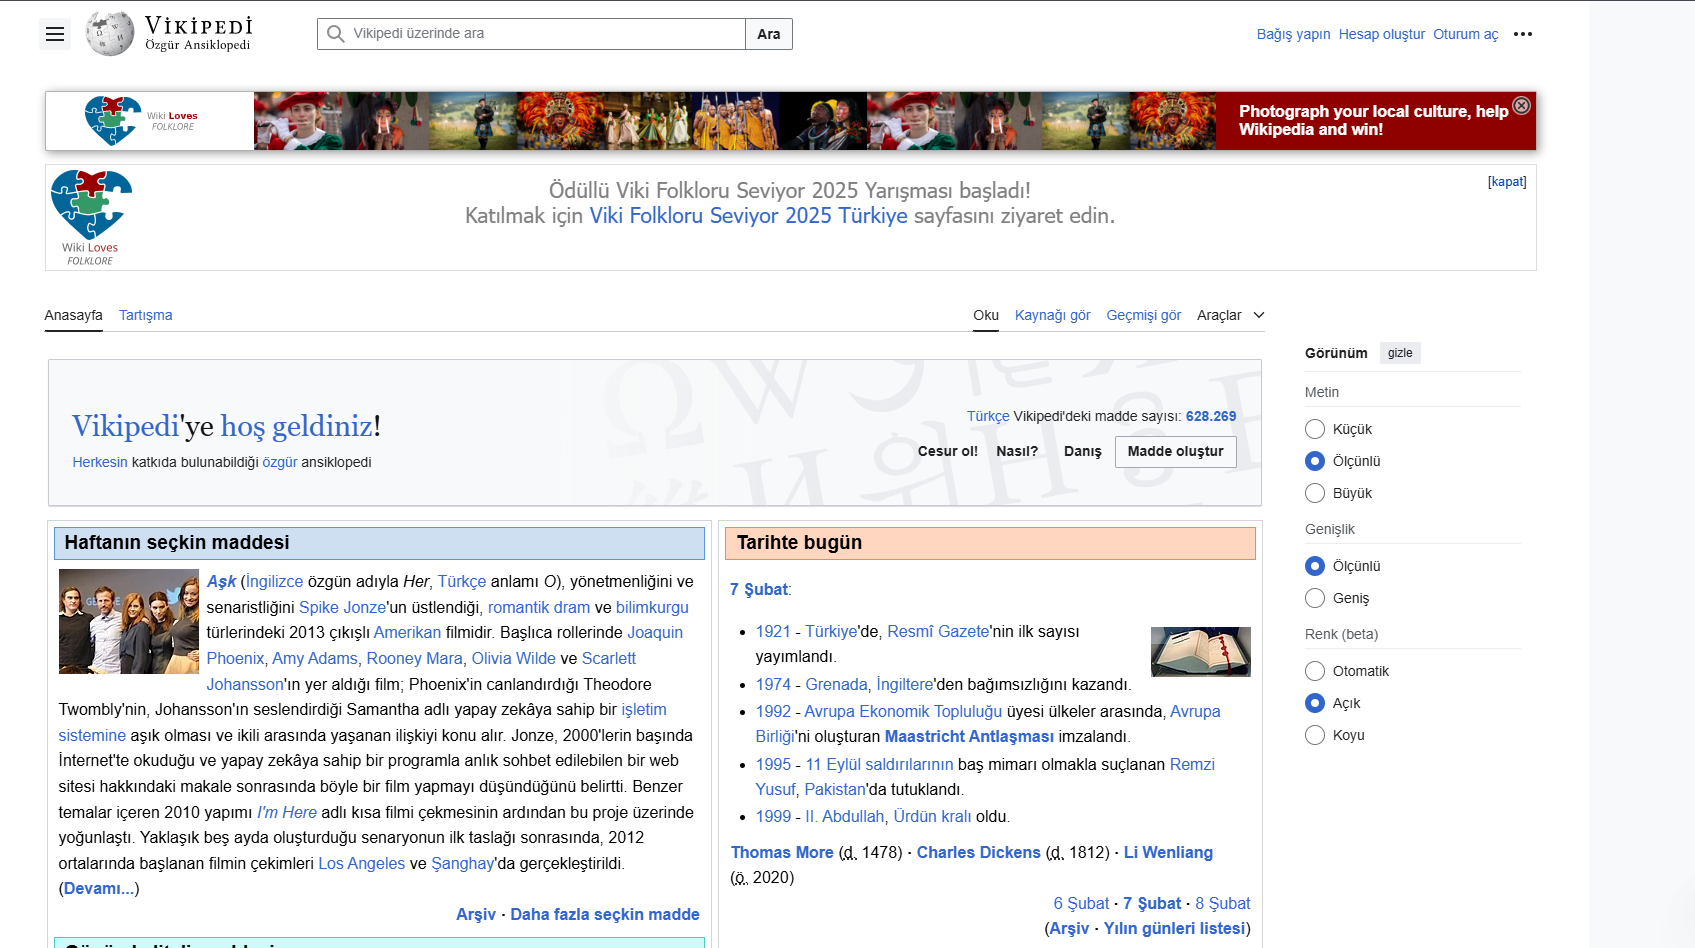 VİKİPEDİ
Özgür Ansiklopedi
Vikipedi üzerinde ara
Ara
Bağış yapın Hesap oluştur Oturum aç
Wiki Loves
FOLKLORE
Photograph your local culture, help
Wikipedia and win!
Wiki Loves
FOLKLORE
Ödüllü Viki Folkloru Seviyor 2025 Yarışması başladı!
Katılmak için Viki Folkloru Seviyor 2025 Türkiye sayfasını ziyaret edin.
[kapat]
Anasayfa Tartışma
Oku Kaynağı gör Geçmişi gör Araçlar
Vikipedi'ye hoş geldiniz!
Herkesin katkıda bulunabildiği özgür ansiklopedi
Türkçe Vikipedi'deki madde sayısı: 628.269
Cesur ol! Nasıl? Danış Madde oluştur
Haftanın seçkin maddesi
Aşk (İngilizce özgün adıyla Her, Türkçe anlamı O), yönetmenliğini ve
senaristliğini Spike Jonze'un üstlendiği, romantik dram ve bilimkurgu
türlerindeki 2013 çıkışlı Amerikan filmidir. Başlıca rollerinde Joaquin
Phoenix, Amy Adams, Rooney Mara, Olivia Wilde ve Scarlett
Johansson'ın yer aldığı film; Phoenix'in canlandırdığı Theodore
Twombly'nin, Johansson'ın seslendirdiği Samantha adlı yapay zekâya sahip bir işletim
sistemine aşık olması ve ikili arasında yaşanan ilişkiyi konu alır. Jonze, 2000'lerin başında
İnternet'te okuduğu ve yapay zekâya sahip bir programla anlık sohbet edilebilen bir web
sitesi hakkındaki makale sonrasında böyle bir film yapmayı düşündüğünü belirtti. Benzer
temalar içeren 2010 yapımı I'm Here adlı kısa filmi çekmesinin ardından bu proje üzerinde
yoğunlaştı. Yaklaşık beş ayda oluşturduğu senaryonun ilk taslağı sonrasında, 2012
ortalarında başlanan filmin çekimleri Los Angeles ve Şanghay'da gerçekleştirildi.
(Devamı...)
Arşiv · Daha fazla seçkin madde
Tarihte bugün
7 Şubat:
1921 - Türkiye'de, Resmî Gazete'nin ilk sayısı
yayımlandı.
1974 - Grenada, İngiltere'den bağımsızlığını kazandı.
1992 - Avrupa Ekonomik Topluluğu üyesi ülkeler arasında, Avrupa
Birliği'ni oluşturan Maastricht Antlaşması imzalandı.
1995 - 11 Eylül saldırılarının baş mimarı olmakla suçlanan Remzi
Yusuf, Pakistan'da tutuklandı.
1999 - II. Abdullah, Ürdün kralı oldu.
Thomas More (d. 1478) · Charles Dickens (d. 1812) · Li Wenliang
(ö. 2020)
6 Şubat · 7 Şubat · 8 Şubat
(Arşiv · Yılın günleri listesi)
Görünüm gizle
Metin
Küçük
Ölçünlü
Büyük
Genişlik
Ölçünlü
Geniş
Renk (beta)
Otomatik
Açık
Koyu